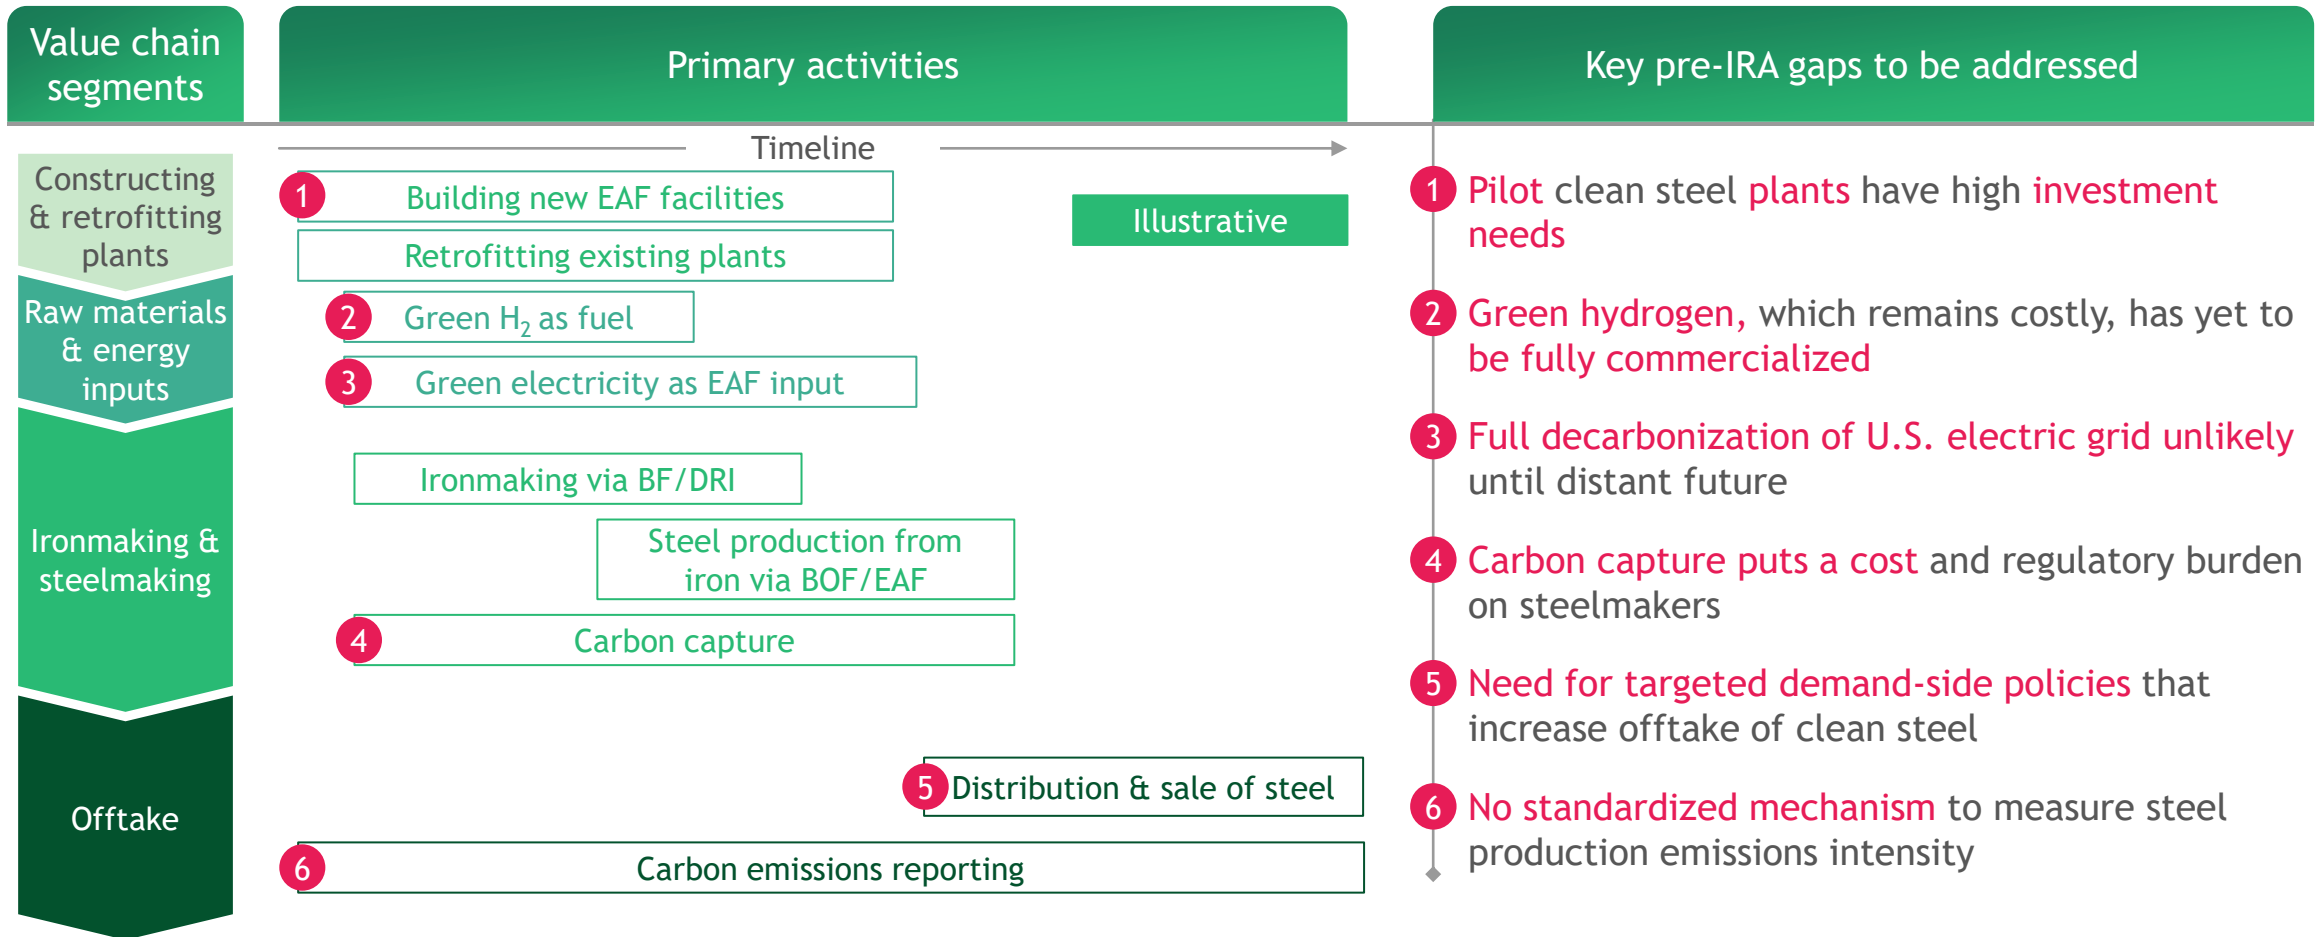 Value chain
segments
Primary activities
Key pre-IRA gaps to be addressed
Timeline
Illustrative
Constructing
& retrofitting
plants
1 Building new EAF facilities
Retrofitting existing plants
Raw materials
& energy
inputs
2 Green H₂ as fuel
3 Green electricity as EAF input
Ironmaking &
steelmaking
Ironmaking via BF/DRI
Steel production from
iron via BOF/EAF
4 Carbon capture
Offtake
5 Distribution & sale of steel
6 Carbon emissions reporting
1 Pilot clean steel plants have high investment
needs
2 Green hydrogen, which remains costly, has yet to
be fully commercialized
3 Full decarbonization of U.S. electric grid unlikely
until distant future
4 Carbon capture puts a cost and regulatory burden
on steelmakers
5 Need for targeted demand-side policies that
increase offtake of clean steel
6 No standardized mechanism to measure steel
production emissions intensity